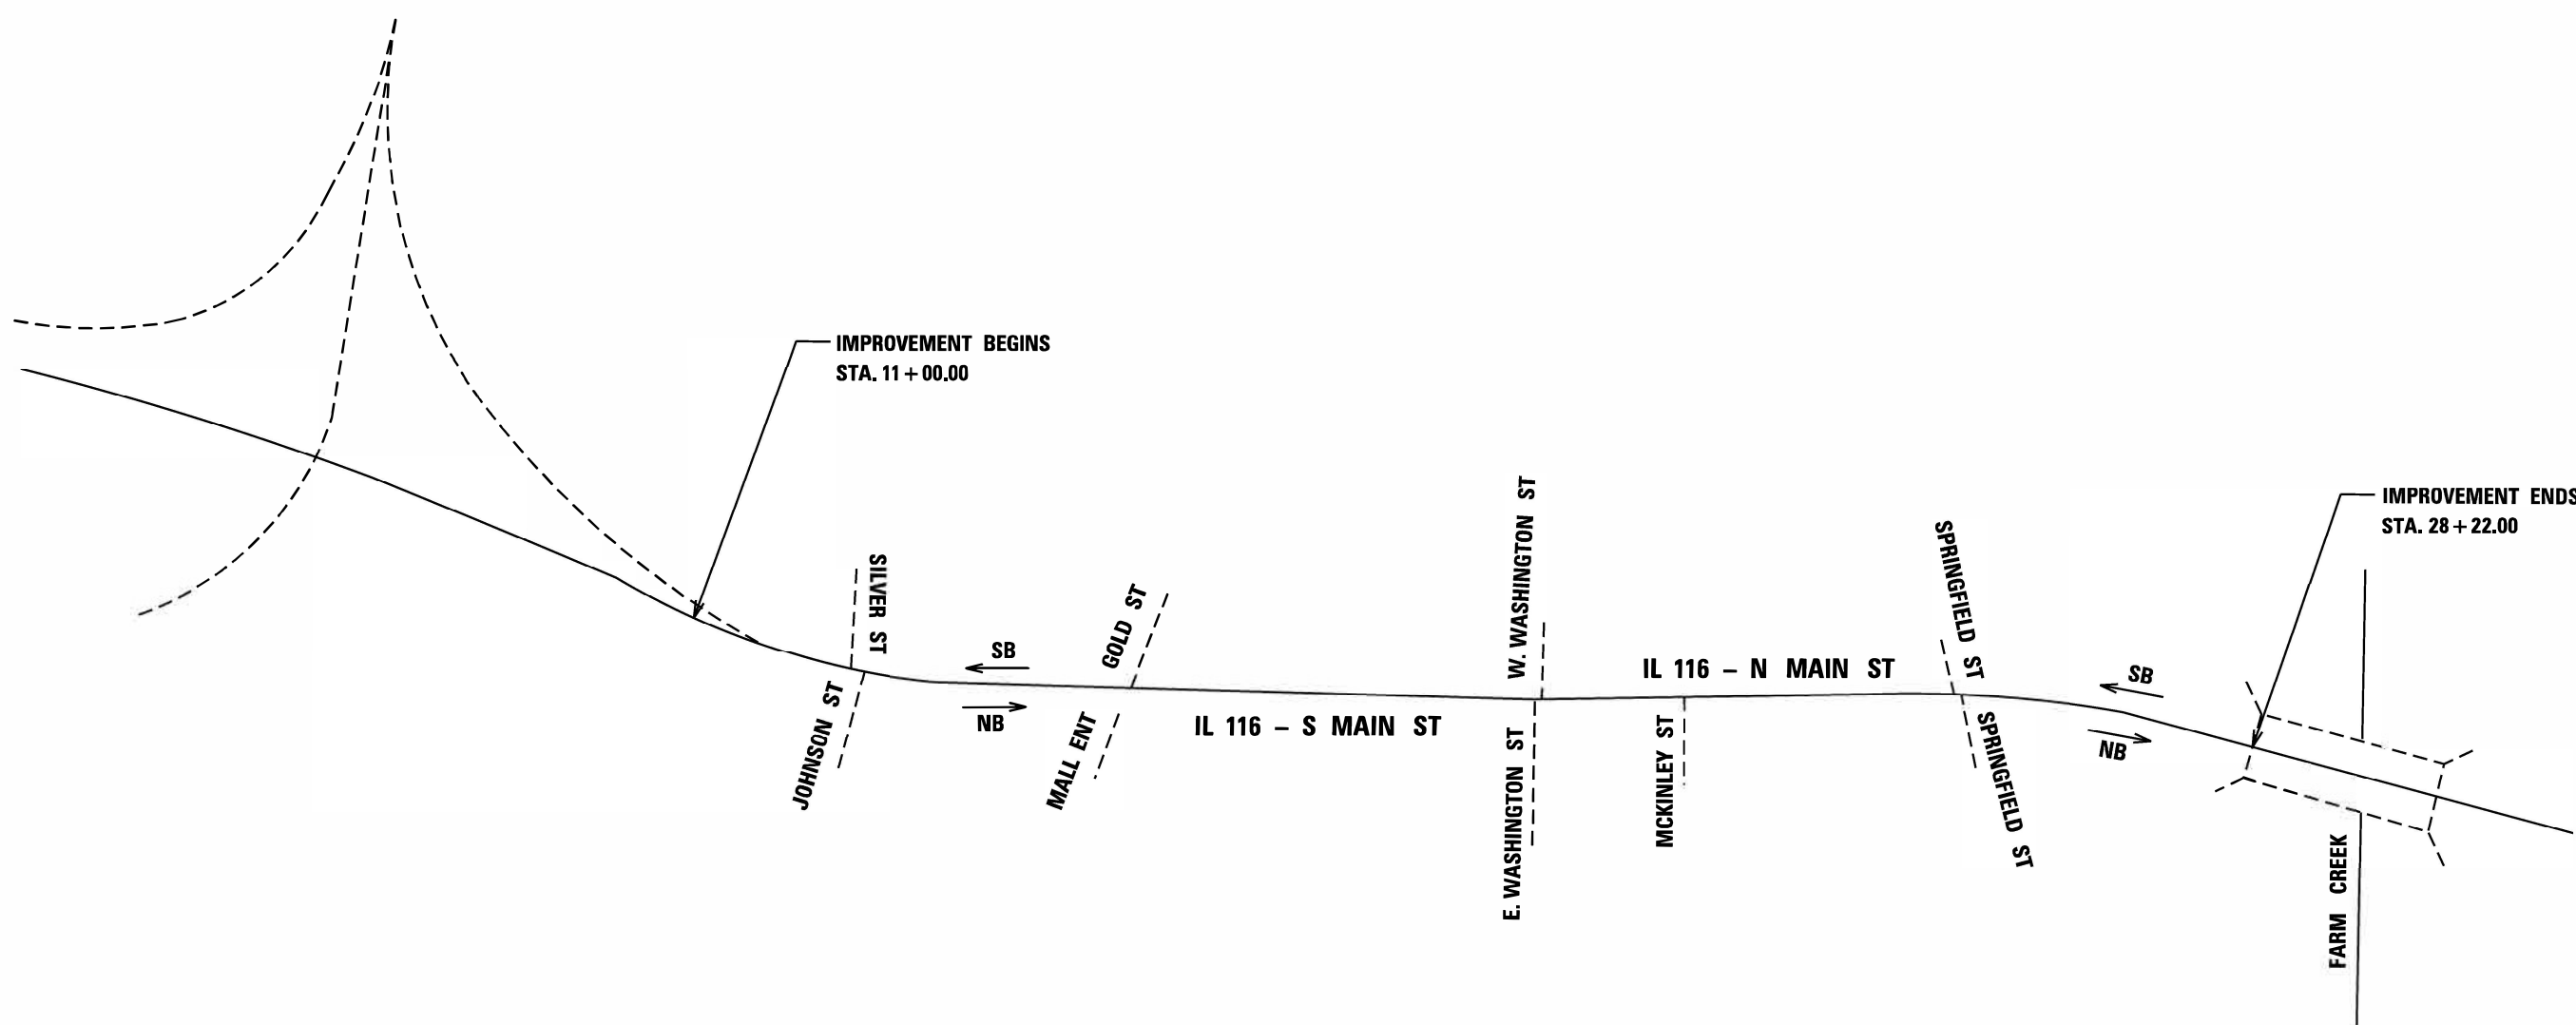 IMPROVEMENT BEGINS
STA. 11 + 00.00
IMPROVEMENT ENDS
STA. 28 + 22.00
SILVER ST
JOHNSON ST
SB
NB
GOLD ST
MALL ENT
IL 116 – S MAIN ST
W. WASHINGTON ST
E. WASHINGTON ST
IL 116 – N MAIN ST
MCKINLEY ST
SPRINGFIELD ST
SPRINGFIELD ST
SB
NB
FARM CREEK